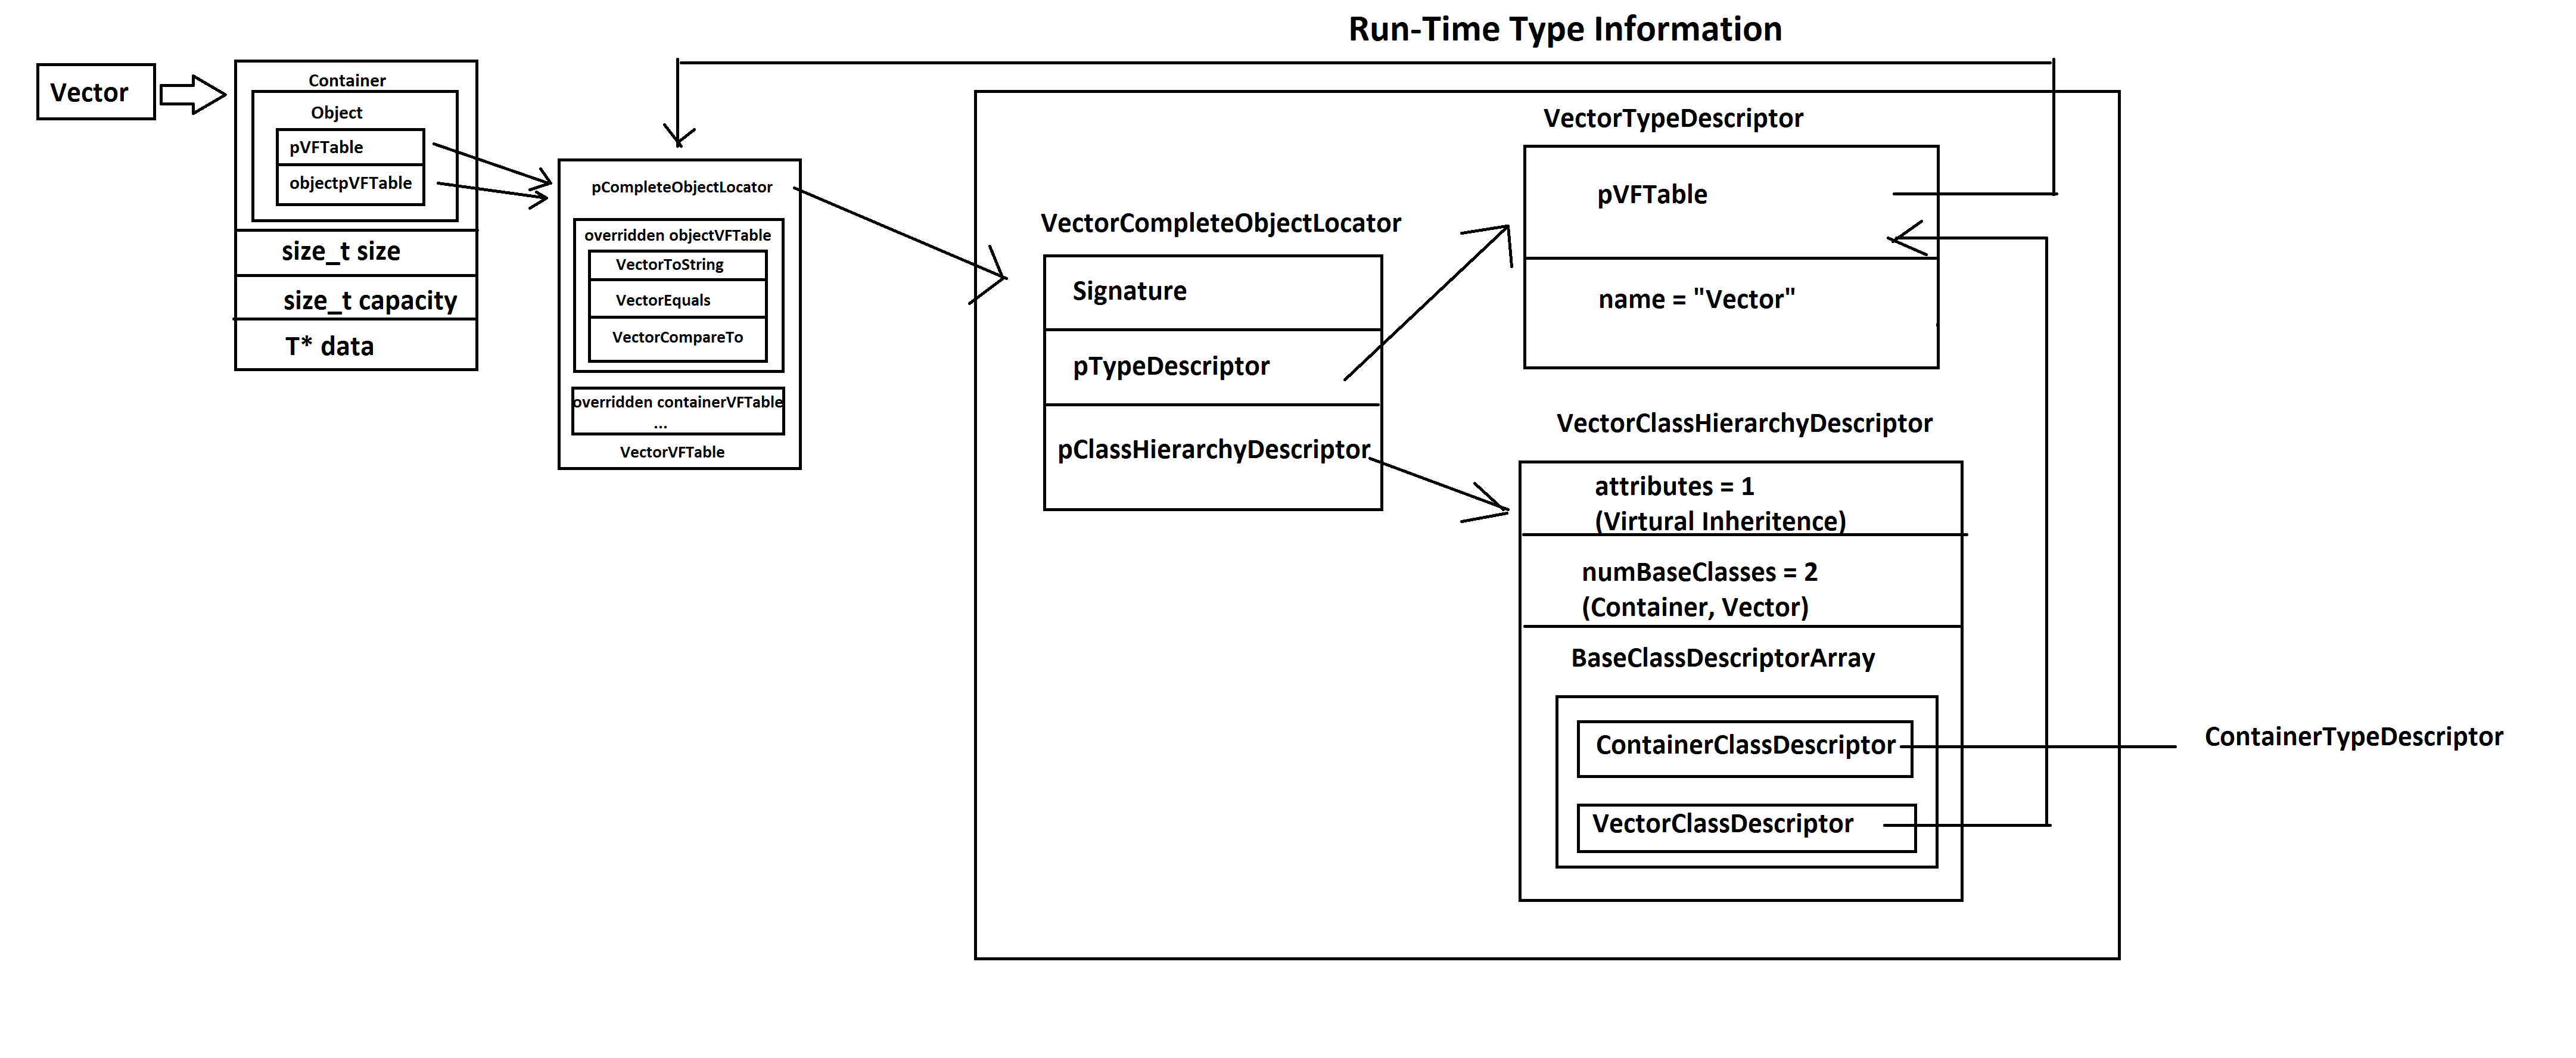 Run-Time Type Information
Vector
Container
Object
pVFTable
objectpVFTable
size_t size
size_t capacity
T* data
pCompleteObjectLocator
overridden objectVFTable
VectorToString
VectorEquals
VectorCompareTo
overridden containerVFTable
...
VectorVFTable
VectorCompleteObjectLocator
Signature
pTypeDescriptor
pClassHierarchyDescriptor
VectorTypeDescriptor
pVFTable
name = "Vector"
VectorClassHierarchyDescriptor
attributes = 1
(Virtural Inheritence)
numBaseClasses = 2
(Container, Vector)
BaseClassDescriptorArray
ContainerClassDescriptor
VectorClassDescriptor
ContainerTypeDescriptor